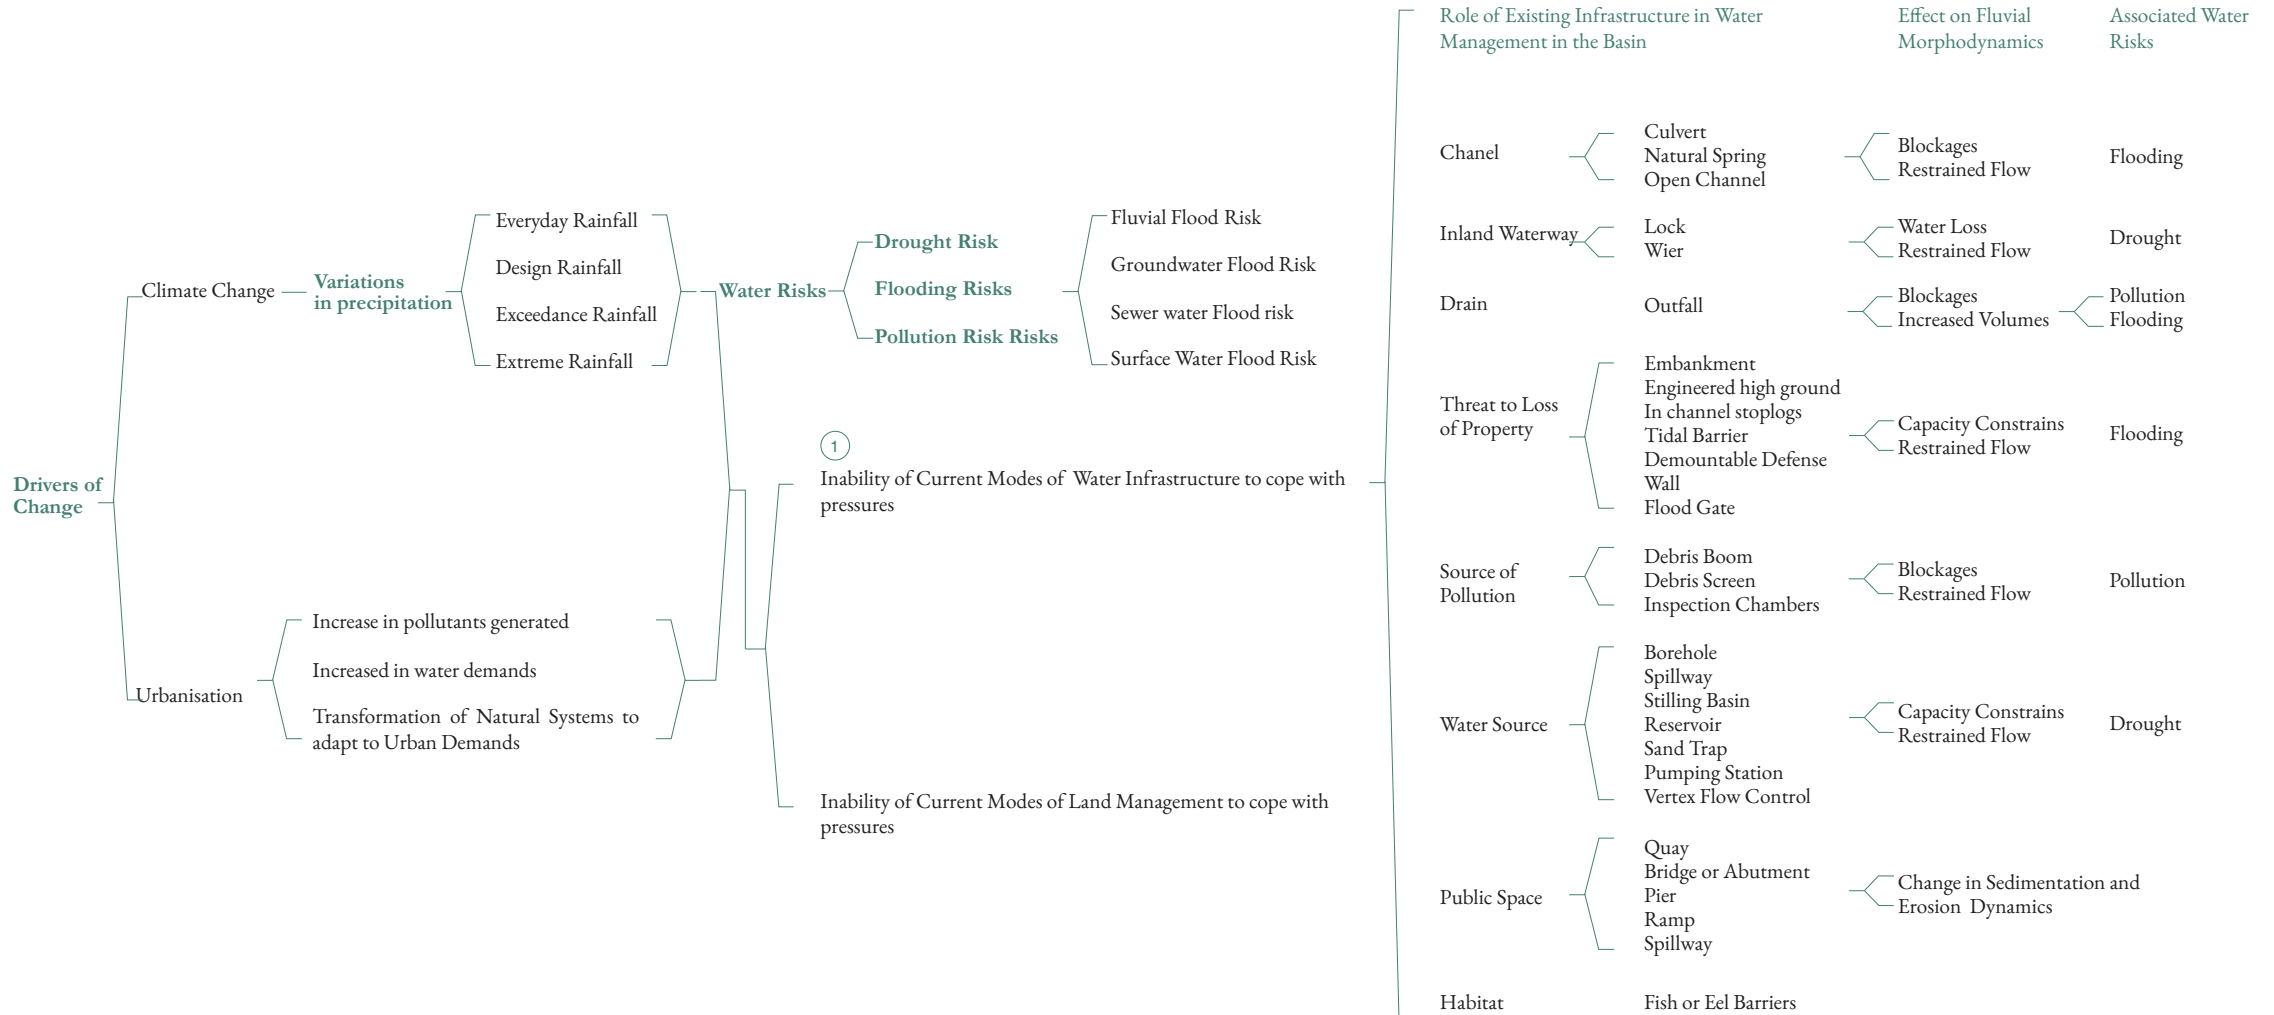 Drivers of
Change
Climate Change
Variations
in precipitation
Everyday Rainfall
Design Rainfall
Exceedance Rainfall
Extreme Rainfall
Water Risks
Drought Risk
Flooding Risks
Pollution Risk Risks
Fluvial Flood Risk
Groundwater Flood Risk
Sewer water Flood risk
Surface Water Flood Risk
Urbanisation
Increase in pollutants generated
Increased in water demands
Transformation of Natural Systems to
adapt to Urban Demands
1
Inability of Current Modes of Water Infrastructure to cope with
pressures
Inability of Current Modes of Land Management to cope with
pressures
Role of Existing Infrastructure in Water
Management in the Basin
Effect on Fluvial
Morphodynamics
Associated Water
Risks
Chanel
Culvert
Natural Spring
Open Channel
Blockages
Restrained Flow
Flooding
Inland Waterway
Lock
Wier
Water Loss
Restrained Flow
Drought
Drain
Outfall
Blockages
Increased Volumes
Pollution
Flooding
Threat to Loss
of Property
Embankment
Engineered high ground
In channel stoplogs
Tidal Barrier
Demountable Defense
Wall
Flood Gate
Capacity Constrains
Restrained Flow
Flooding
Source of
Pollution
Debris Boom
Debris Screen
Inspection Chambers
Blockages
Restrained Flow
Pollution
Water Source
Borehole
Spillway
Stilling Basin
Reservoir
Sand Trap
Pumping Station
Vertex Flow Control
Capacity Constrains
Restrained Flow
Drought
Public Space
Quay
Bridge or Abutment
Pier
Ramp
Spillway
Change in Sedimentation and
Erosion Dynamics
Habitat
Fish or Eel Barriers